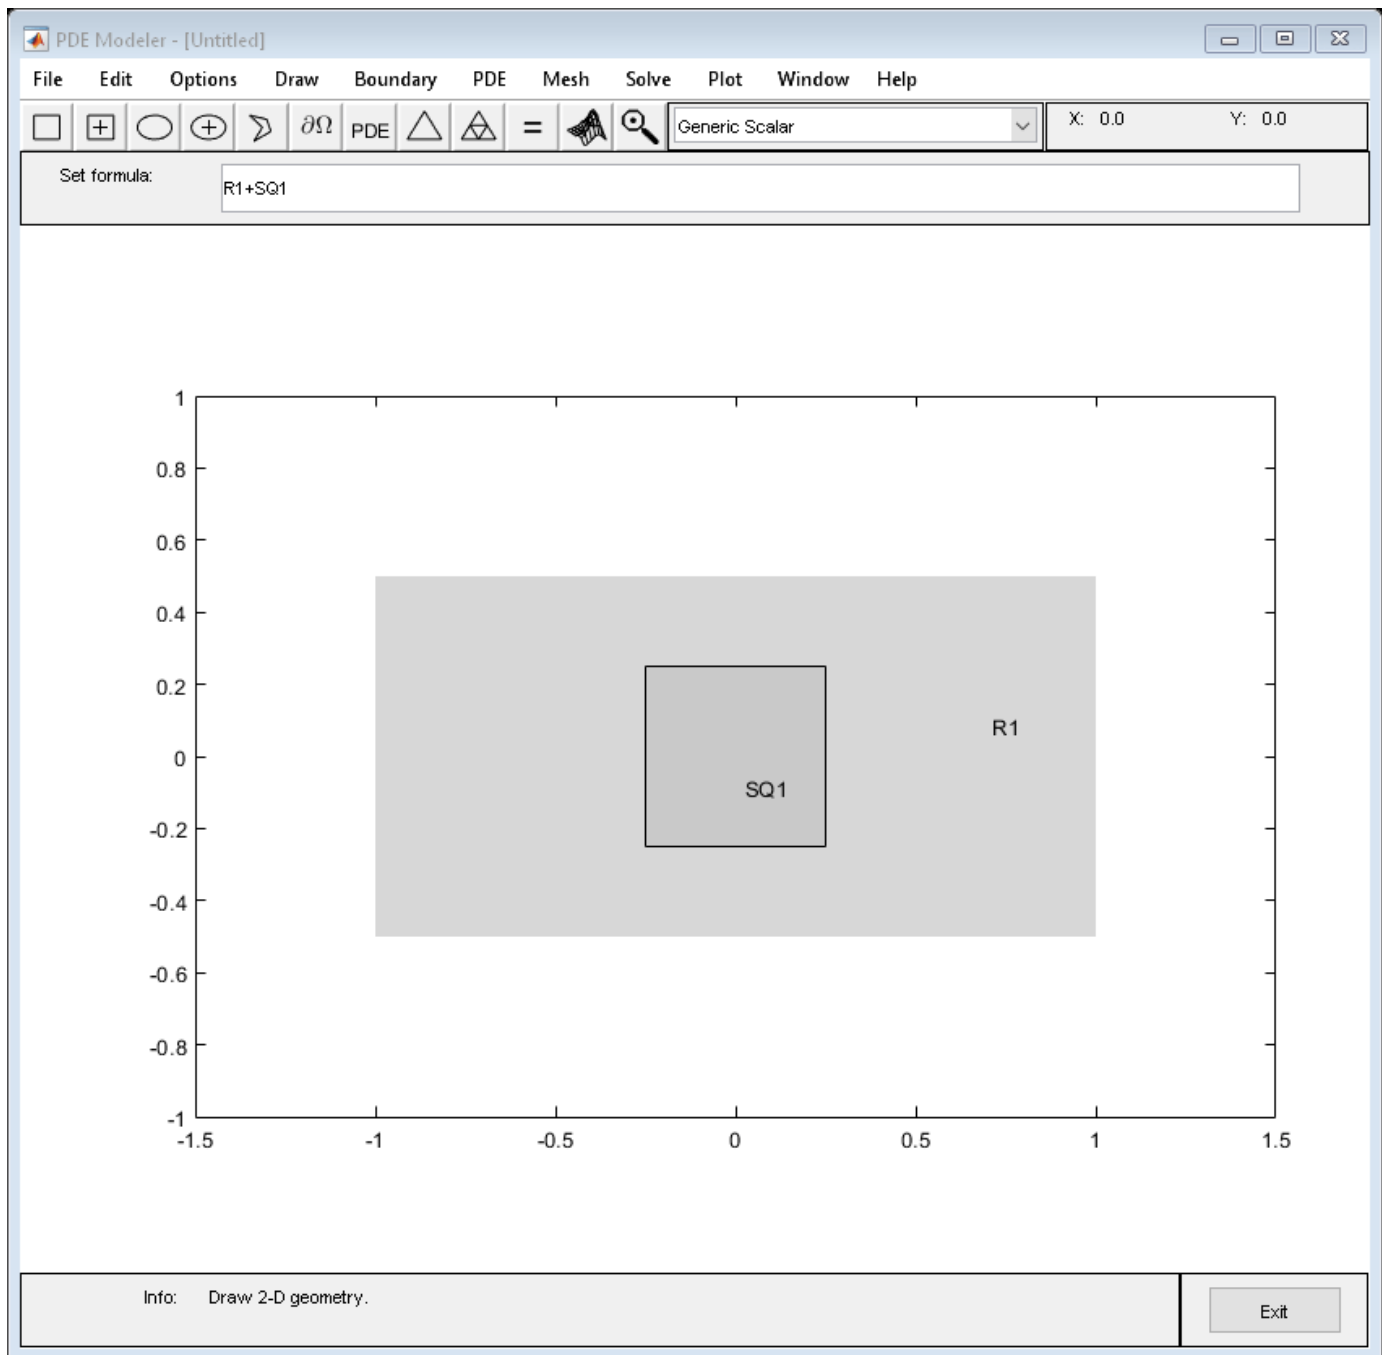 PDE Modeler - [Untitled]
File Edit Options Draw Boundary PDE Mesh Solve Plot Window Help
∂Ω PDE = Generic Scalar X: 0.0 Y: 0.0
Set formula: R1+SQ1
1
0.8
0.6
0.4
0.2
0
-0.2
-0.4
-0.6
-0.8
-1
R1
SQ1
-1.5 -1 -0.5 0 0.5 1 1.5
Info: Draw 2-D geometry.
Exit